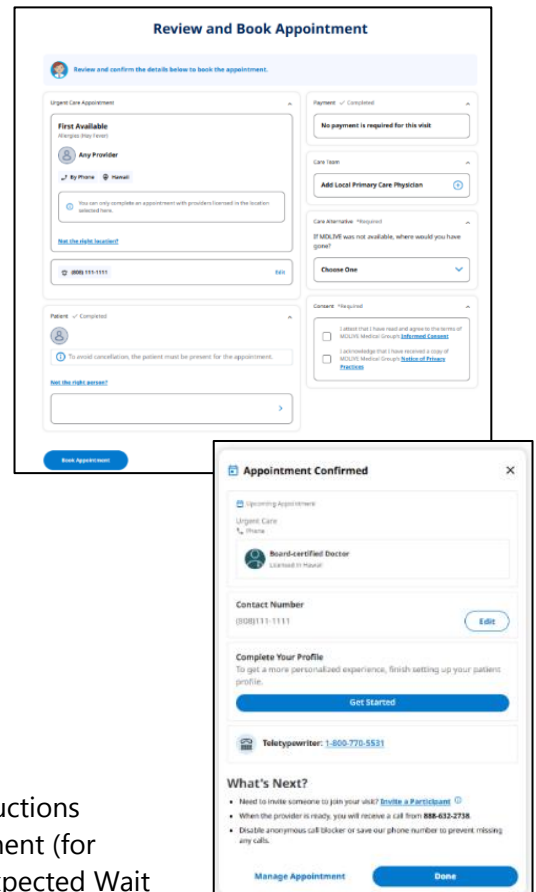 Review and Book Appointment
Review and confirm the details below to book the appointment.
Urgent Care Appointment
First Available
Allergies (Hay Fever)
Any Provider
By Phone Hawaii
You can only complete an appointment with providers licensed in the location
selected here.
Not the right location?
(808) 111-1111 Edit
Patient ✓ Completed
To avoid cancellation, the patient must be present for the appointment.
Not the right person?
Book Appointment
Payment ✓ Completed
No payment is required for this visit
Care Team
Add Local Primary Care Physician
Care Alternative *Required
If MDLIVE was not available, where would you have
gone?
Choose One
Consent *Required
I attest that I have read and agree to the terms of
MDLIVE Medical Group's Informed Consent
I acknowledge that I have received a copy of
MDLIVE Medical Group's Notice of Privacy
Practices
Appointment Confirmed
Upcoming Appointment
Urgent Care
Phone
Board-certified Doctor
Licensed in Hawaii
Contact Number
(808)111-1111 Edit
Complete Your Profile
To get a more personalized experience, finish setting up your patient
profile.
Get Started
Teletypewriter: 1-800-770-5531
What's Next?
• Need to invite someone to join your visit? Invite a Participant
• When the provider is ready, you will receive a call from 888-632-2738.
• Disable anonymous call blocker or save our phone number to prevent missing
any calls.
Manage Appointment Done
uctions
ment (for
xpected Wait